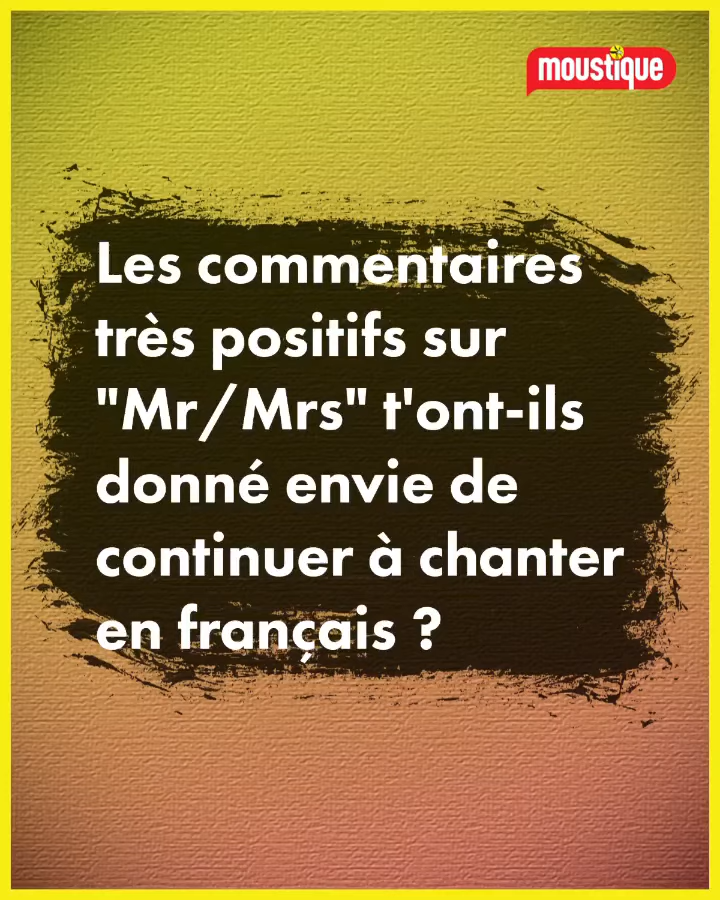 moustique
Les commentaires
très positifs sur
"Mr/Mrs" t'ont-ils
donné envie de
continuer à chanter
en français ?